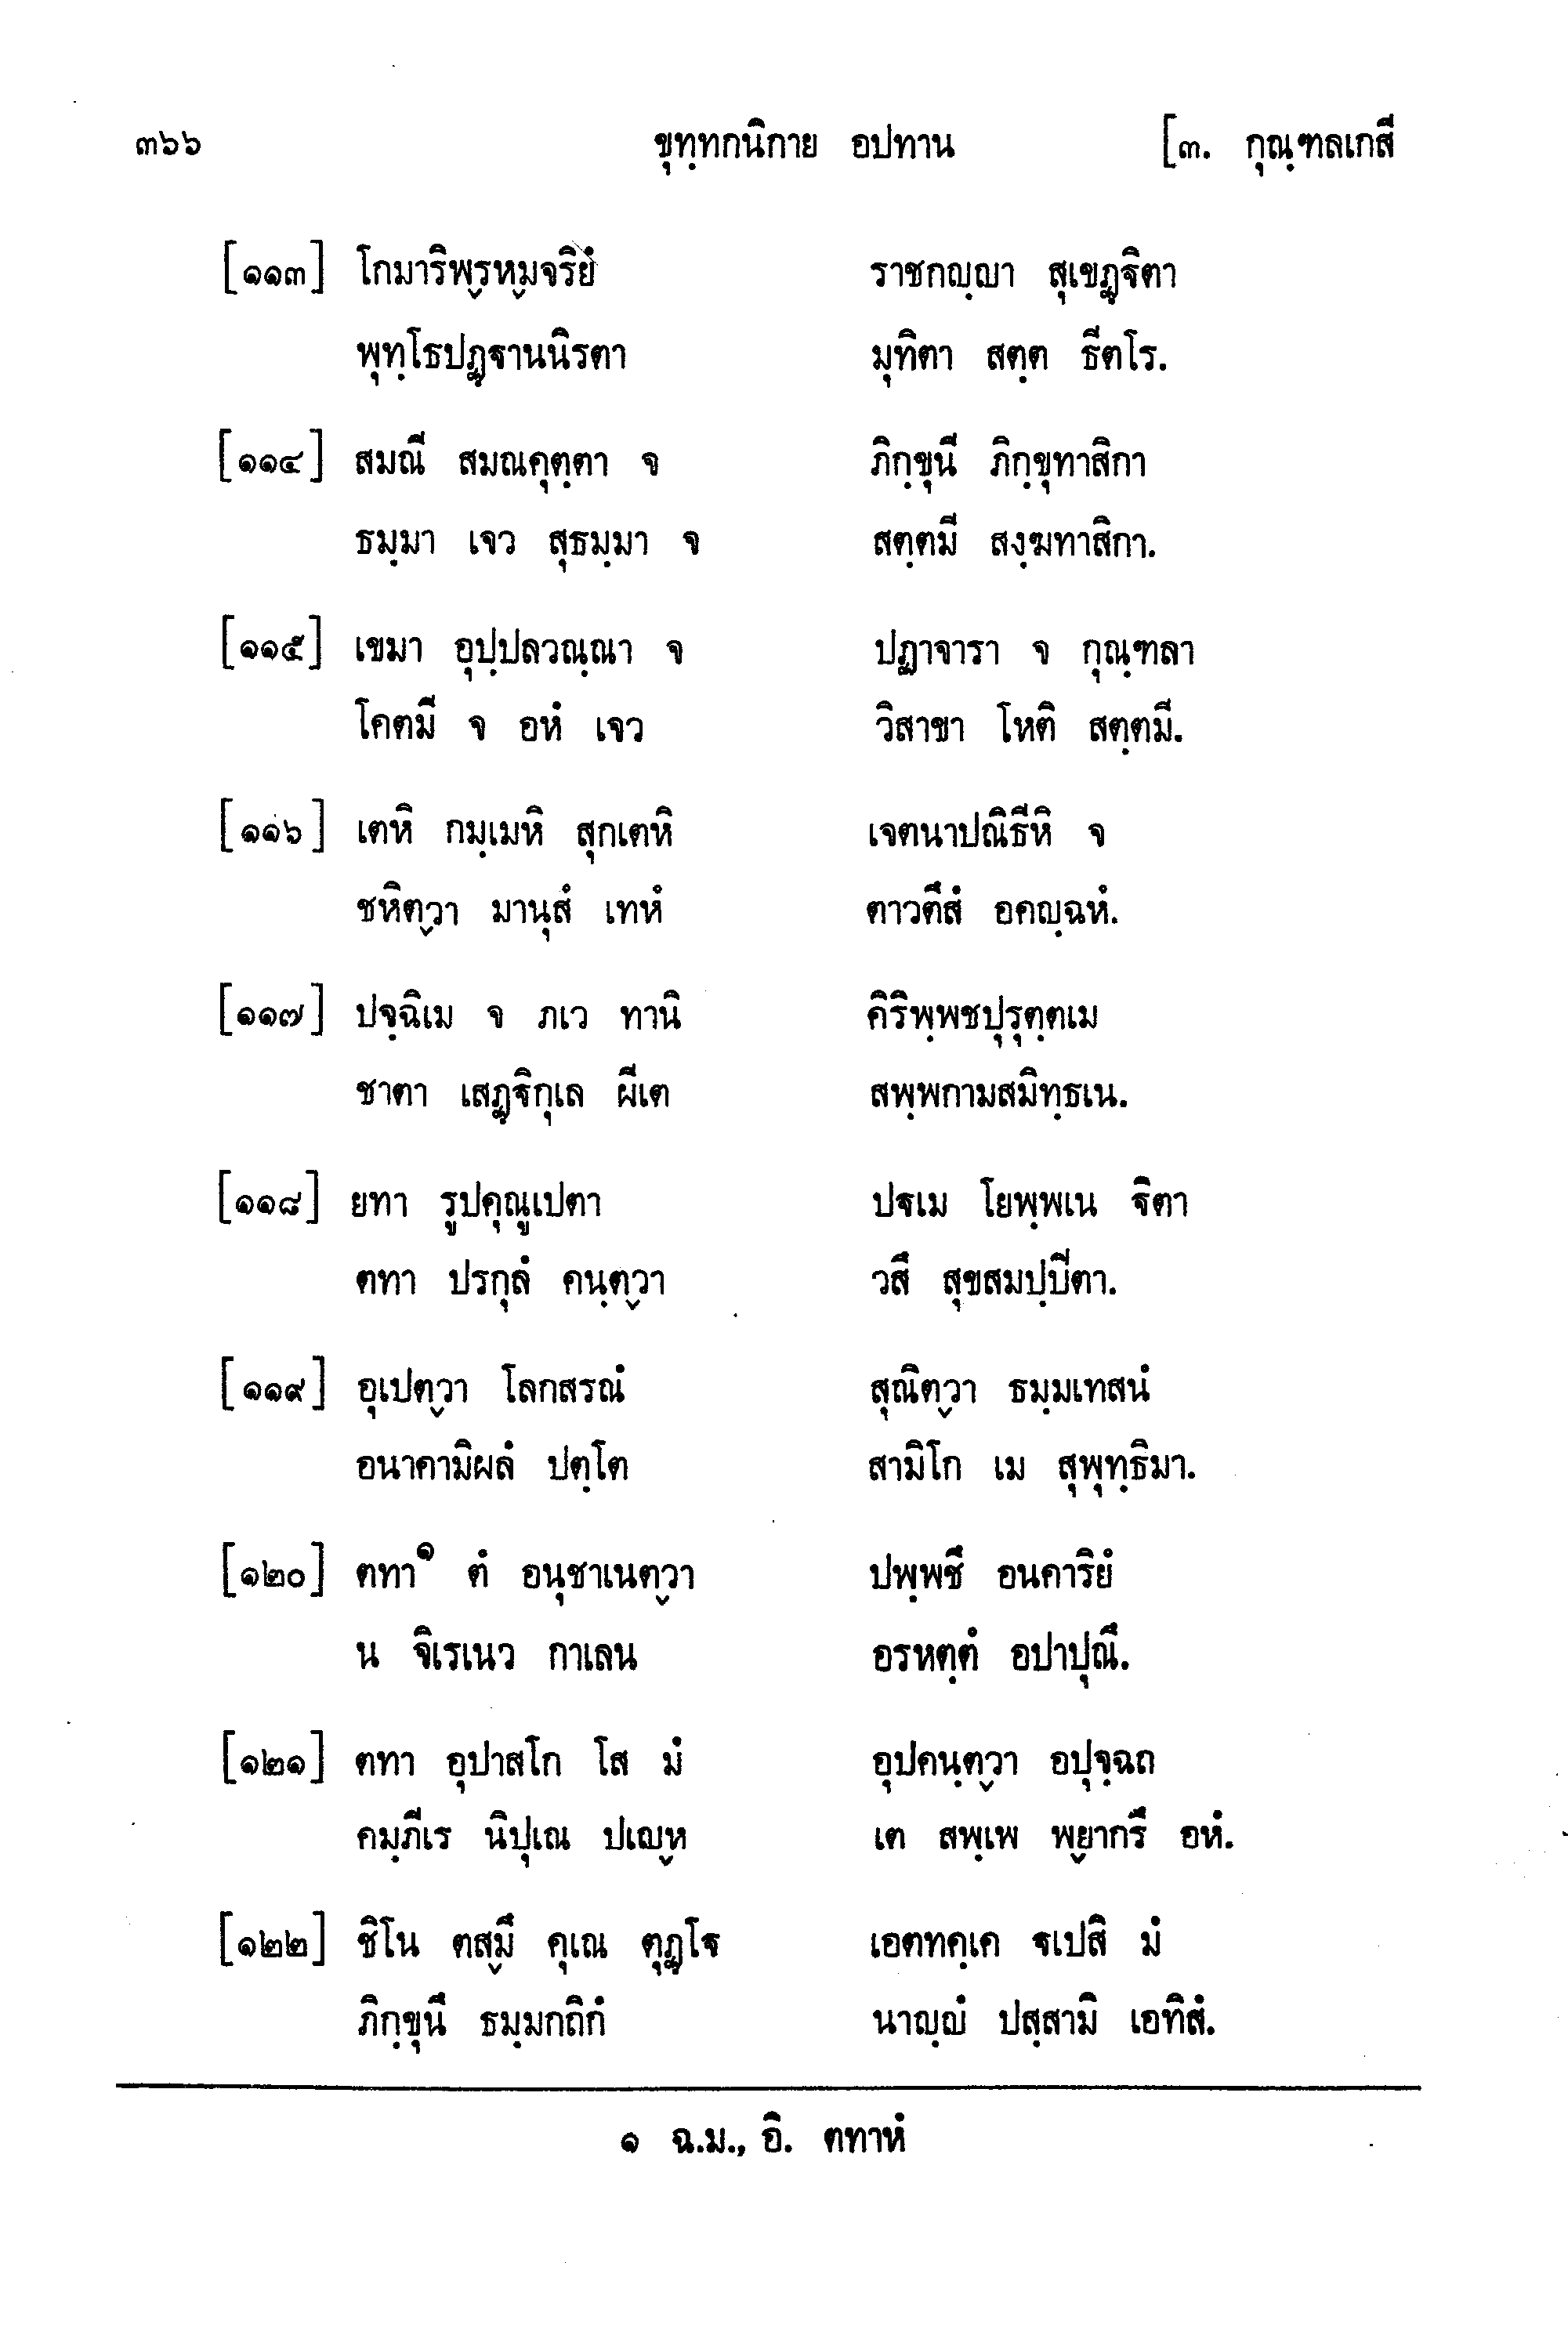 ๓๖๖ ขุทฺทกนิกาย อปทาน [๓. กุณฺฑลเกสี
[๑๑๓] โกมาริพฺรหฺมจริยํ ราชกญฺญา สุเขฏฺฐิตา
พุทฺโธปฏฺฐานนิรตา มุทิตา สตฺต ธีตโร.
[๑๑๔] สมณี สมณคุตฺตา จ ภิกฺขุนี ภิกฺขุทาสิกา
ธมฺมา เจว สุธมฺมา จ สตฺตมี สงฺฆทาสิกา.
[๑๑๕] เขมา อุปฺปลวณฺณา จ ปฏาจารา จ กุณฺฑลา
โคตมี จ อหํ เจว วิสาขา โหติ สตฺตมี.
[๑๑๖] เตหิ กมฺเมหิ สุกเตหิ เจตนาปณิธีหิ จ
ชหิตฺวา มานุสํ เทหํ ตาวตึสํ อคญฺฉหํ.
[๑๑๗] ปจฺฉิเม จ ภเว ทานิ คิริพฺพชปุรุตฺตเม
ชาตา เสฏฺฐิกุเล ผีเต สพฺพกามสมิทฺธเน.
[๑๑๘] ยทา รูปคุณูเปตา ปฐเม โยพฺพเน ฐิตา
ตทา ปรกุลํ คนฺตฺวา วสึ สุขสมปฺปีตา.
[๑๑๙] อุเปตฺวา โลกสรณํ สุณิตฺวา ธมฺมเทสนํ
อนาคามิผลํ ปตฺโต สามิโก เม สุพุทฺธิมา.
[๑๒๐] ตทา๑ ตํ อนุชาเนตฺวา ปพฺพชึ อนคาริยํ
น จิเรเนว กาเลน อรหตฺตํ อปาปุณึ.
[๑๒๑] ตทา อุปาสโก โส มํ อุปคนฺตฺวา อปุจฺฉถ
คมฺภีเร นิปุเณ ปเญฺห เต สพฺเพ พฺยากรึ อหํ.
[๑๒๒] ชิโน ตสฺมึ คุเณ ตุฏฺโฐ เอตทคฺเค ฐเปสิ มํ
ภิกฺขุนึ ธมฺมกถิกํ นาญฺญํ ปสฺสามิ เอทิสํ.
๑ ฉ.ม., อิ. ตทาหํ